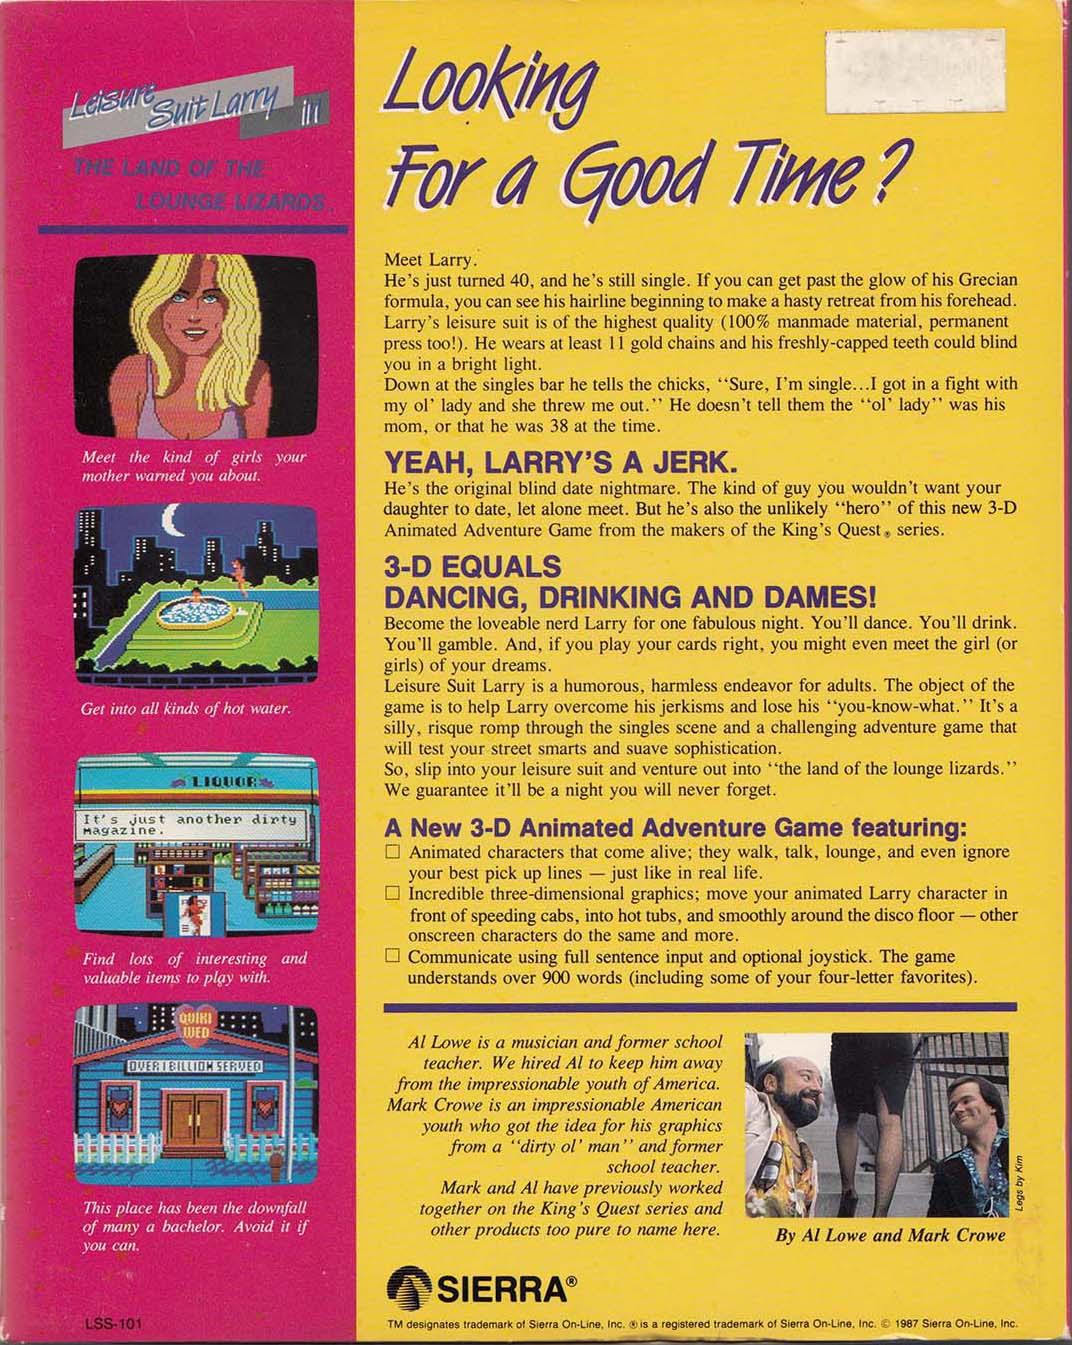 Leisure
Suit Larry
in
THE LAND OF THE
LOUNGE LIZARDS.
Meet the kind of girls your
mother warned you about.
Get into all kinds of hot water.
LIQUOR
It's just another dirty
magazine.
Find lots of interesting and
valuable items to play with.
QUIKI
WED
OVER 1 BILLION SERVED
This place has been the downfall
of many a bachelor. Avoid it if
you can.
LSS-101
Looking
For a Good Time?
Meet Larry.
He's just turned 40, and he's still single. If you can get past the glow of his Grecian
formula, you can see his hairline beginning to make a hasty retreat from his forehead.
Larry's leisure suit is of the highest quality (100% manmade material, permanent
press too!). He wears at least 11 gold chains and his freshly-capped teeth could blind
you in a bright light.
Down at the singles bar he tells the chicks, "Sure, I'm single...I got in a fight with
my ol' lady and she threw me out." He doesn't tell them the "ol' lady" was his
mom, or that he was 38 at the time.
YEAH, LARRY'S A JERK.
He's the original blind date nightmare. The kind of guy you wouldn't want your
daughter to date, let alone meet. But he's also the unlikely "hero" of this new 3-D
Animated Adventure Game from the makers of the King's Quest® series.
3-D EQUALS
DANCING, DRINKING AND DAMES!
Become the loveable nerd Larry for one fabulous night. You'll dance. You'll drink.
You'll gamble. And, if you play your cards right, you might even meet the girl (or
girls) of your dreams.
Leisure Suit Larry is a humorous, harmless endeavor for adults. The object of the
game is to help Larry overcome his jerkisms and lose his "you-know-what." It's a
silly, risque romp through the singles scene and a challenging adventure game that
will test your street smarts and suave sophistication.
So, slip into your leisure suit and venture out into "the land of the lounge lizards."
We guarantee it'll be a night you will never forget.
A New 3-D Animated Adventure Game featuring:
☐ Animated characters that come alive; they walk, talk, lounge, and even ignore
your best pick up lines — just like in real life.
☐ Incredible three-dimensional graphics; move your animated Larry character in
front of speeding cabs, into hot tubs, and smoothly around the disco floor — other
onscreen characters do the same and more.
☐ Communicate using full sentence input and optional joystick. The game
understands over 900 words (including some of your four-letter favorites).
Al Lowe is a musician and former school
teacher. We hired Al to keep him away
from the impressionable youth of America.
Mark Crowe is an impressionable American
youth who got the idea for his graphics
from a "dirty ol' man" and former
school teacher.
Mark and Al have previously worked
together on the King's Quest series and
other products too pure to name here.
Legs by Kim
By Al Lowe and Mark Crowe
SIERRA®
TM designates trademark of Sierra On-Line, Inc. ® is a registered trademark of Sierra On-Line, Inc. © 1987 Sierra On-Line, Inc.